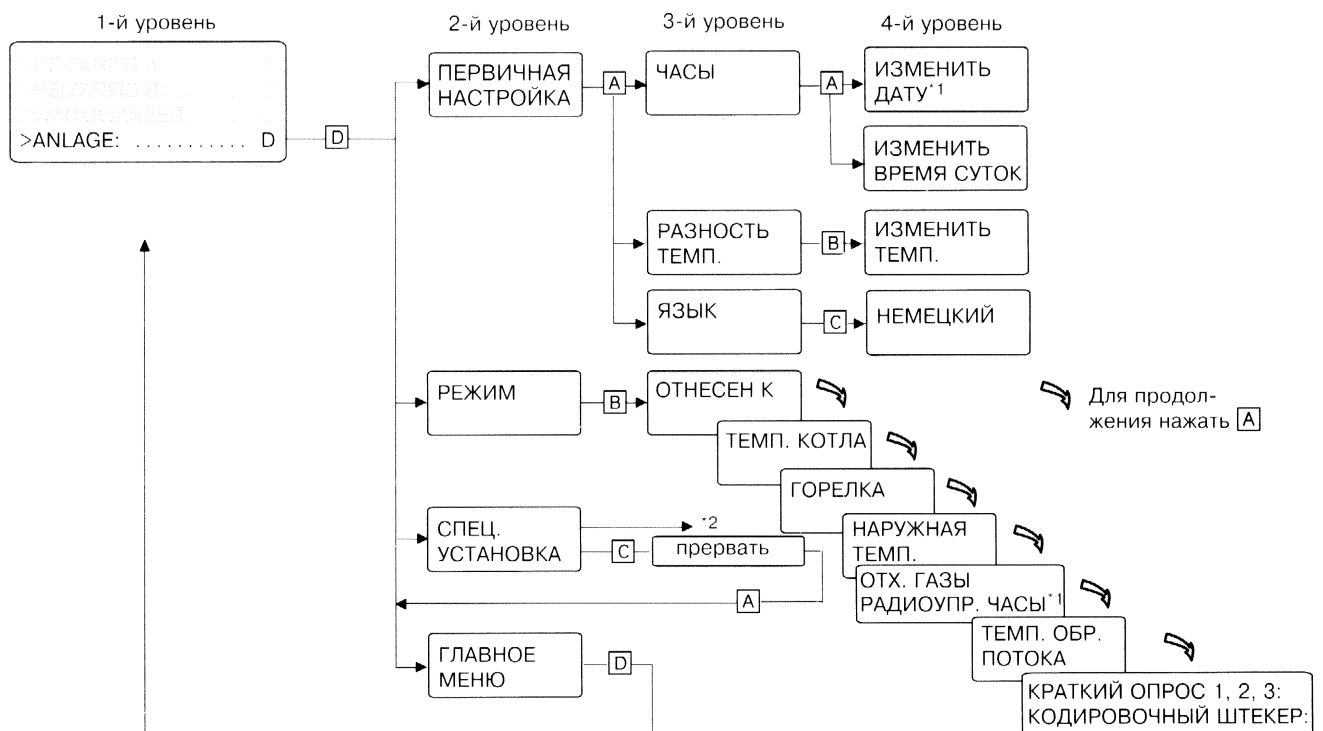 1-й уровень
2-й уровень
3-й уровень
4-й уровень
>ANLAGE: ........... D
D
ПЕРВИЧНАЯ
НАСТРОЙКА
A
ЧАСЫ
A
ИЗМЕНИТЬ
ДАТУ*1
ИЗМЕНИТЬ
ВРЕМЯ СУТОК
РАЗНОСТЬ
ТЕМП.
B
ИЗМЕНИТЬ
ТЕМП.
ЯЗЫК
C
НЕМЕЦКИЙ
РЕЖИМ
B
ОТНЕСЕН К
Для продол-
жения нажать A
ТЕМП. КОТЛА
ГОРЕЛКА
НАРУЖНАЯ
ТЕМП.
ОТХ. ГАЗЫ
РАДИОУПР. ЧАСЫ*1
ТЕМП. ОБР.
ПОТОКА
КРАТКИЙ ОПРОС 1, 2, 3:
КОДИРОВОЧНЫЙ ШТЕКЕР:
СПЕЦ.
УСТАНОВКА
*2
C
прервать
A
ГЛАВНОЕ
МЕНЮ
D